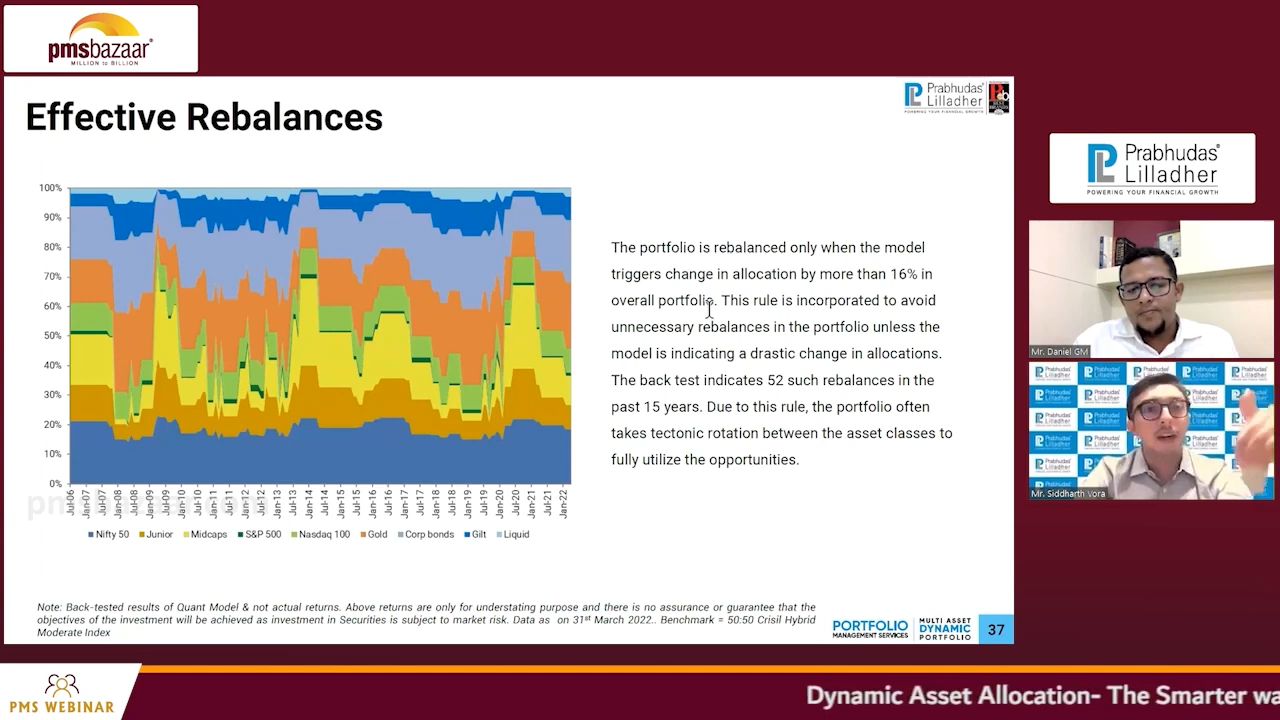 pmsbazaar
MILLION to BILLION
Effective Rebalances
Prabhudas
Lilladher
POWERING YOUR FINANCIAL GROWTH
Prabhudas
Lilladher
POWERING YOUR FINANCIAL GROWTH
100%
90%
80%
70%
60%
50%
40%
30%
20%
10%
0%
Jul-06 Jan-07 Jul-07 Jan-08 Jul-08 Jan-09 Jul-09 Jan-10 Jul-10 Jan-11 Jul-11 Jan-12 Jul-12 Jan-13 Jul-13 Jan-14 Jul-14 Jan-15 Jul-15 Jan-16 Jul-16 Jan-17 Jul-17 Jan-18 Jul-18 Jan-19 Jul-19 Jan-20 Jul-20 Jan-21 Jul-21 Jan-22
Nifty 50 Junior Midcaps S&P 500 Nasdaq 100 Gold Corp bonds Gilt Liquid
The portfolio is rebalanced only when the model
triggers change in allocation by more than 16% in
overall portfolio. This rule is incorporated to avoid
unnecessary rebalances in the portfolio unless the
model is indicating a drastic change in allocations.
The back test indicates 52 such rebalances in the
past 15 years. Due to this rule, the portfolio often
takes tectonic rotation between the asset classes to
fully utilize the opportunities.
Mr. Daniel GM
Mr. Siddharth Vora
Note: Back-tested results of Quant Model & not actual returns. Above returns are only for understating purpose and there is no assurance or guarantee that the
objectives of the investment will be achieved as investment in Securities is subject to market risk. Data as on 31st March 2022.. Benchmark = 50:50 Crisil Hybrid
Moderate Index
PORTFOLIO
MANAGEMENT SERVICES
MULTI ASSET
DYNAMIC
PORTFOLIO
37
PMS WEBINAR
Dynamic Asset Allocation- The Smarter wa